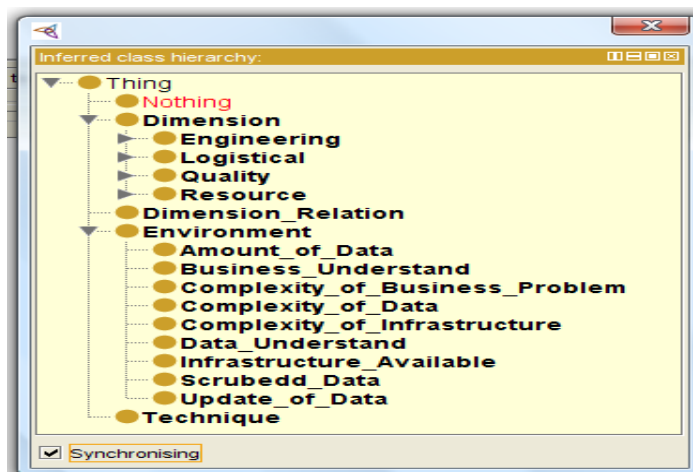 Inferred class hierarchy:
Thing
Nothing
Dimension
Engineering
Logistical
Quality
Resource
Dimension_Relation
Environment
Amount_of_Data
Business_Understand
Complexity_of_Business_Problem
Complexity_of_Data
Complexity_of_Infrastructure
Data_Understand
Infrastructure_Available
Scrubedd_Data
Update_of_Data
Technique
Synchronising